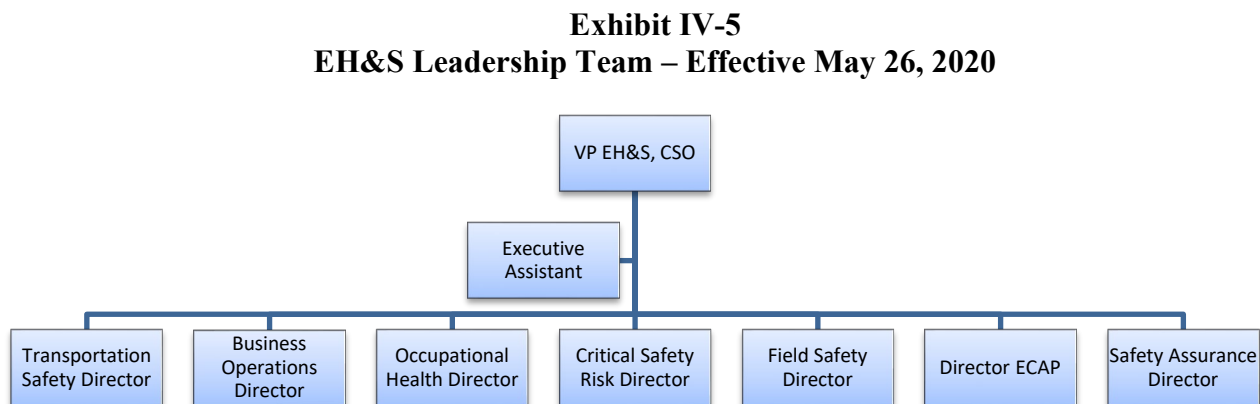 Exhibit IV-5
EH&S Leadership Team – Effective May 26, 2020
VP EH&S, CSO
Executive
Assistant
Transportation
Safety Director
Business
Operations
Director
Occupational
Health Director
Critical Safety
Risk Director
Field Safety
Director
Director ECAP
Safety Assurance
Director